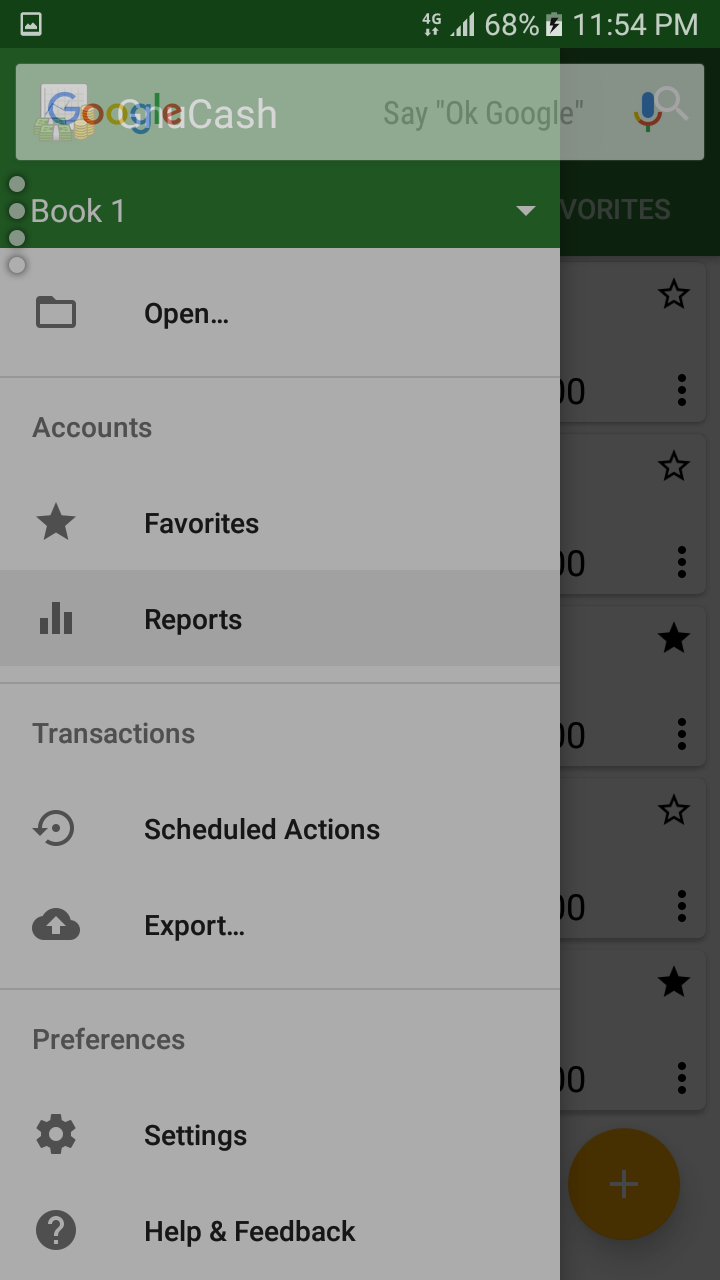 4G 68% 11:54 PM
Google GnuCash Say "Ok Google"
Book 1
VORITES
Open...
00
Accounts
00
Favorites
Reports
00
Transactions
Scheduled Actions
00
Export...
Preferences
00
Settings
Help & Feedback